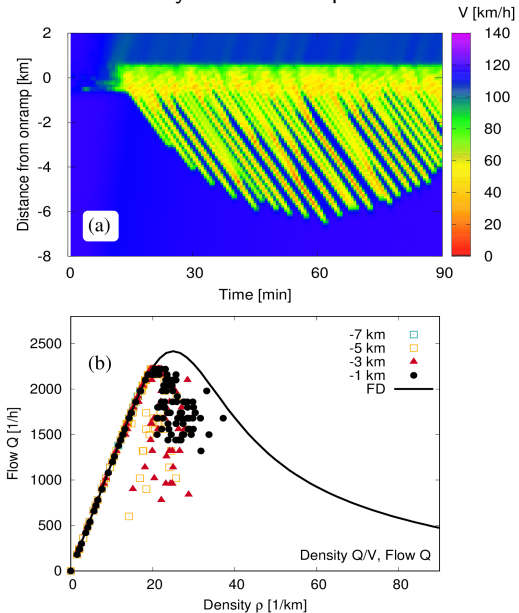 V [km/h]
2
0
-2
-4
-6
-8
Distance from onramp [km]
(a)
0
30
60
90
Time [min]
140
120
100
80
60
40
20
0
(b)
-7 km
-5 km
-3 km
-1 km
FD
2500
2000
1500
1000
500
0
Flow Q [1/h]
Density Q/V, Flow Q
0
20
40
60
80
Density ρ [1/km]